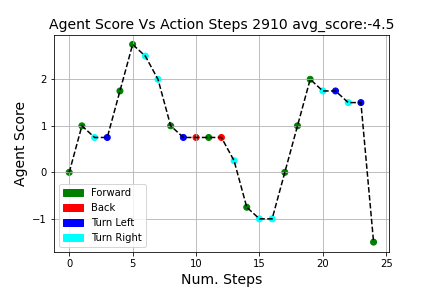 Agent Score Vs Action Steps 2910 avg_score:-4.5
Agent Score
2
1
0
−1
Forward
Back
Turn Left
Turn Right
0 5 10 15 20 25
Num. Steps